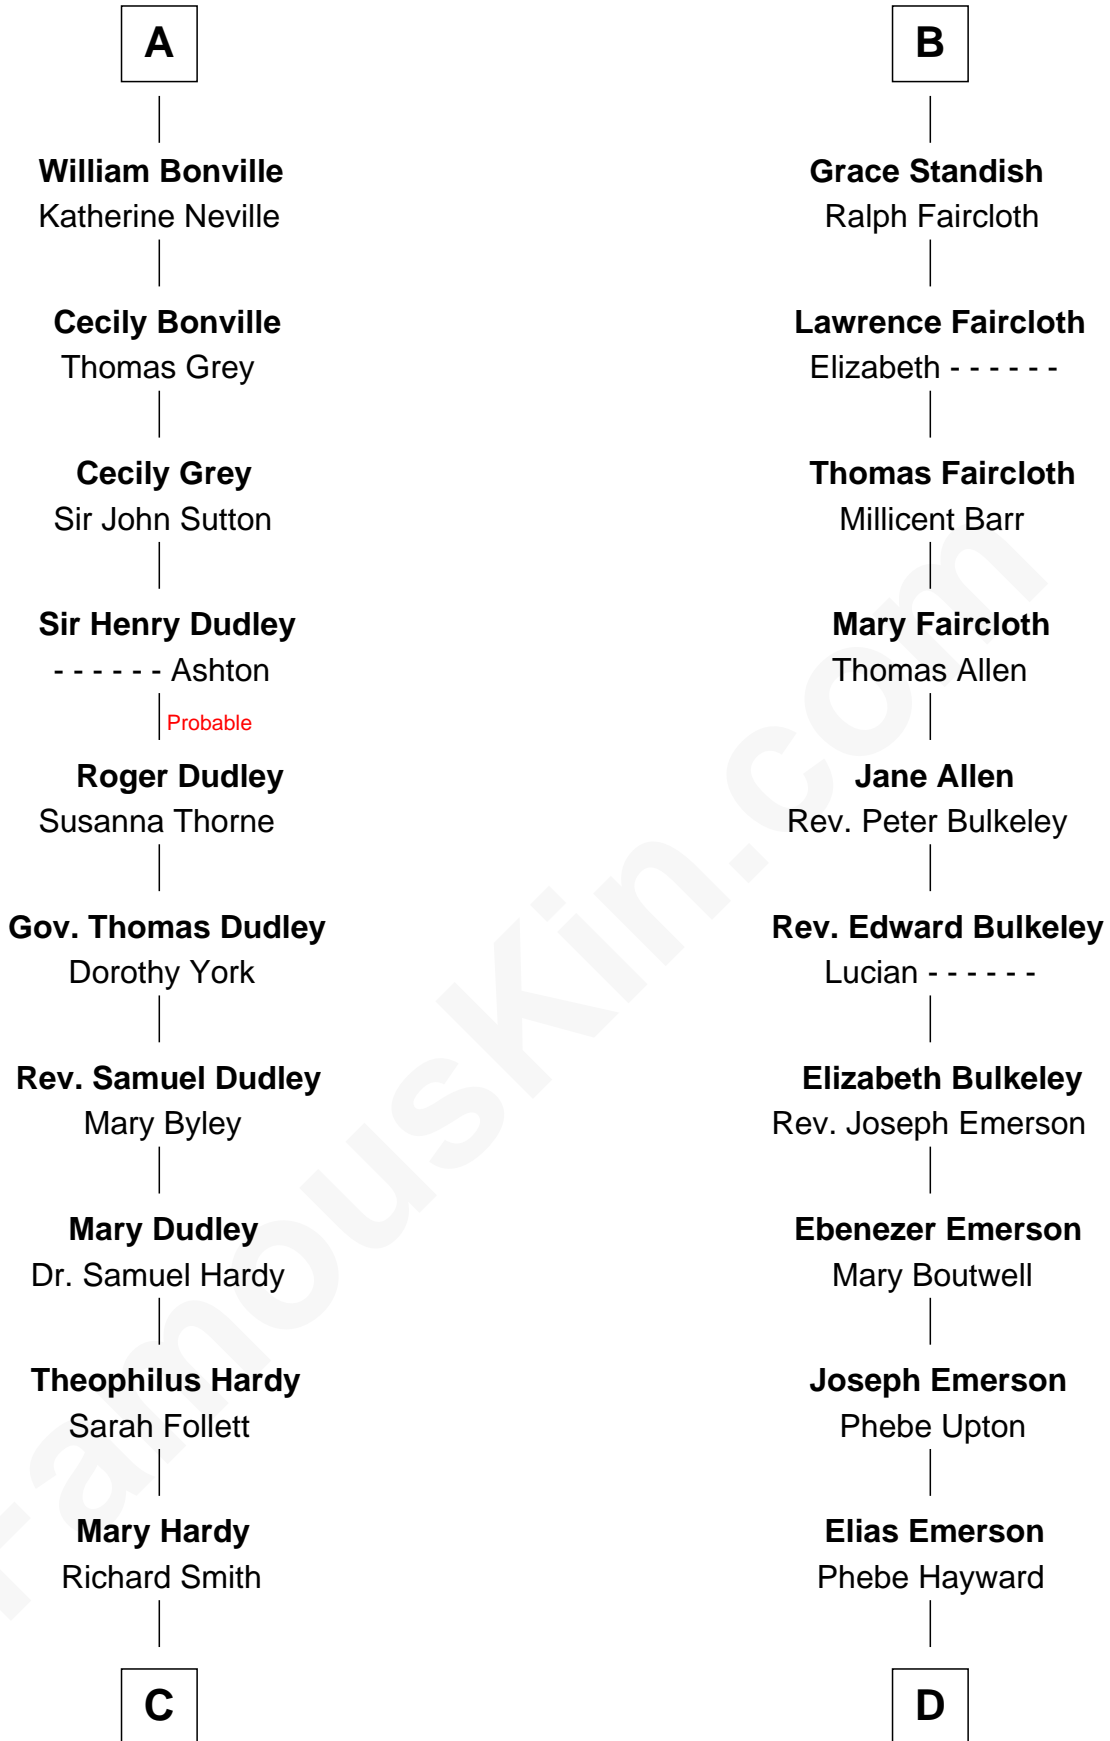 A
William Bonville
Katherine Neville
Cecily Bonville
Thomas Grey
Cecily Grey
Sir John Sutton
Sir Henry Dudley
- - - - - - Ashton
Probable
Roger Dudley
Susanna Thorne
Gov. Thomas Dudley
Dorothy York
Rev. Samuel Dudley
Mary Byley
Mary Dudley
Dr. Samuel Hardy
Theophilus Hardy
Sarah Follett
Mary Hardy
Richard Smith
C
B
Grace Standish
Ralph Faircloth
Lawrence Faircloth
Elizabeth - - - - - -
Thomas Faircloth
Millicent Barr
Mary Faircloth
Thomas Allen
Jane Allen
Rev. Peter Bulkeley
Rev. Edward Bulkeley
Lucian - - - - - -
Elizabeth Bulkeley
Rev. Joseph Emerson
Ebenezer Emerson
Mary Boutwell
Joseph Emerson
Phebe Upton
Elias Emerson
Phebe Hayward
D
FamousKin.com